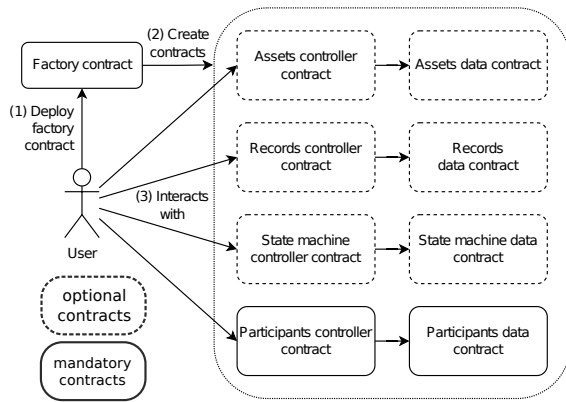 (2) Create
contracts
Factory contract
Assets controller
contract
Assets data contract
(1) Deploy
factory
contract
Records controller
contract
Records
data contract
(3) Interacts
with
User
State machine
controller contract
State machine data
contract
optional
contracts
Participants controller
contract
Participants data
contract
mandatory
contracts